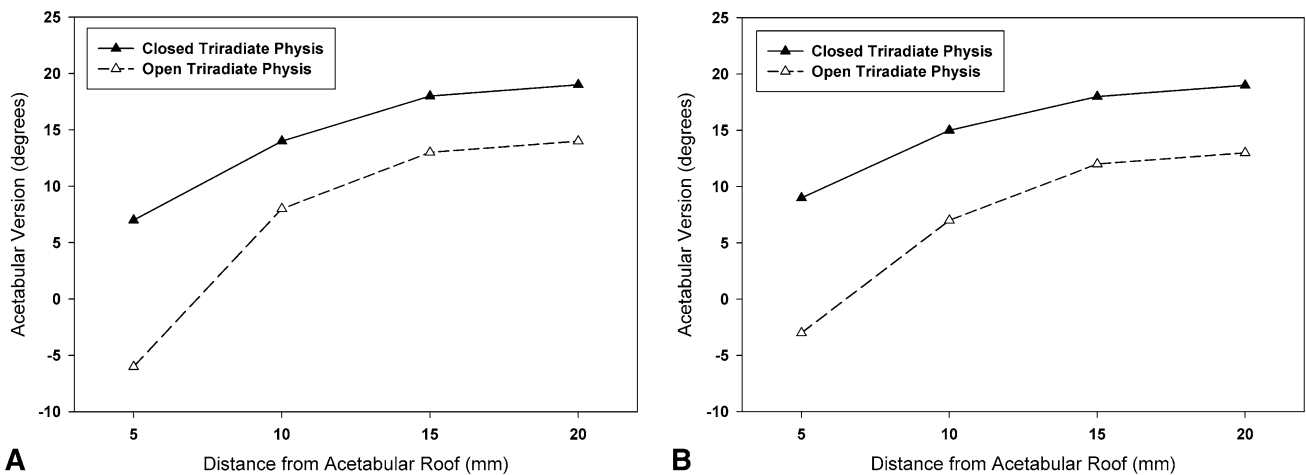 25
20
15
10
5
0
-5
-10
Acetabular Version (degrees)
Closed Triradiate Physis
Open Triradiate Physis
5 10 15 20
Distance from Acetabular Roof (mm)
A
25
20
15
10
5
0
-5
-10
Acetabular Version (degrees)
Closed Triradiate Physis
Open Triradiate Physis
5 10 15 20
Distance from Acetabular Roof (mm)
B